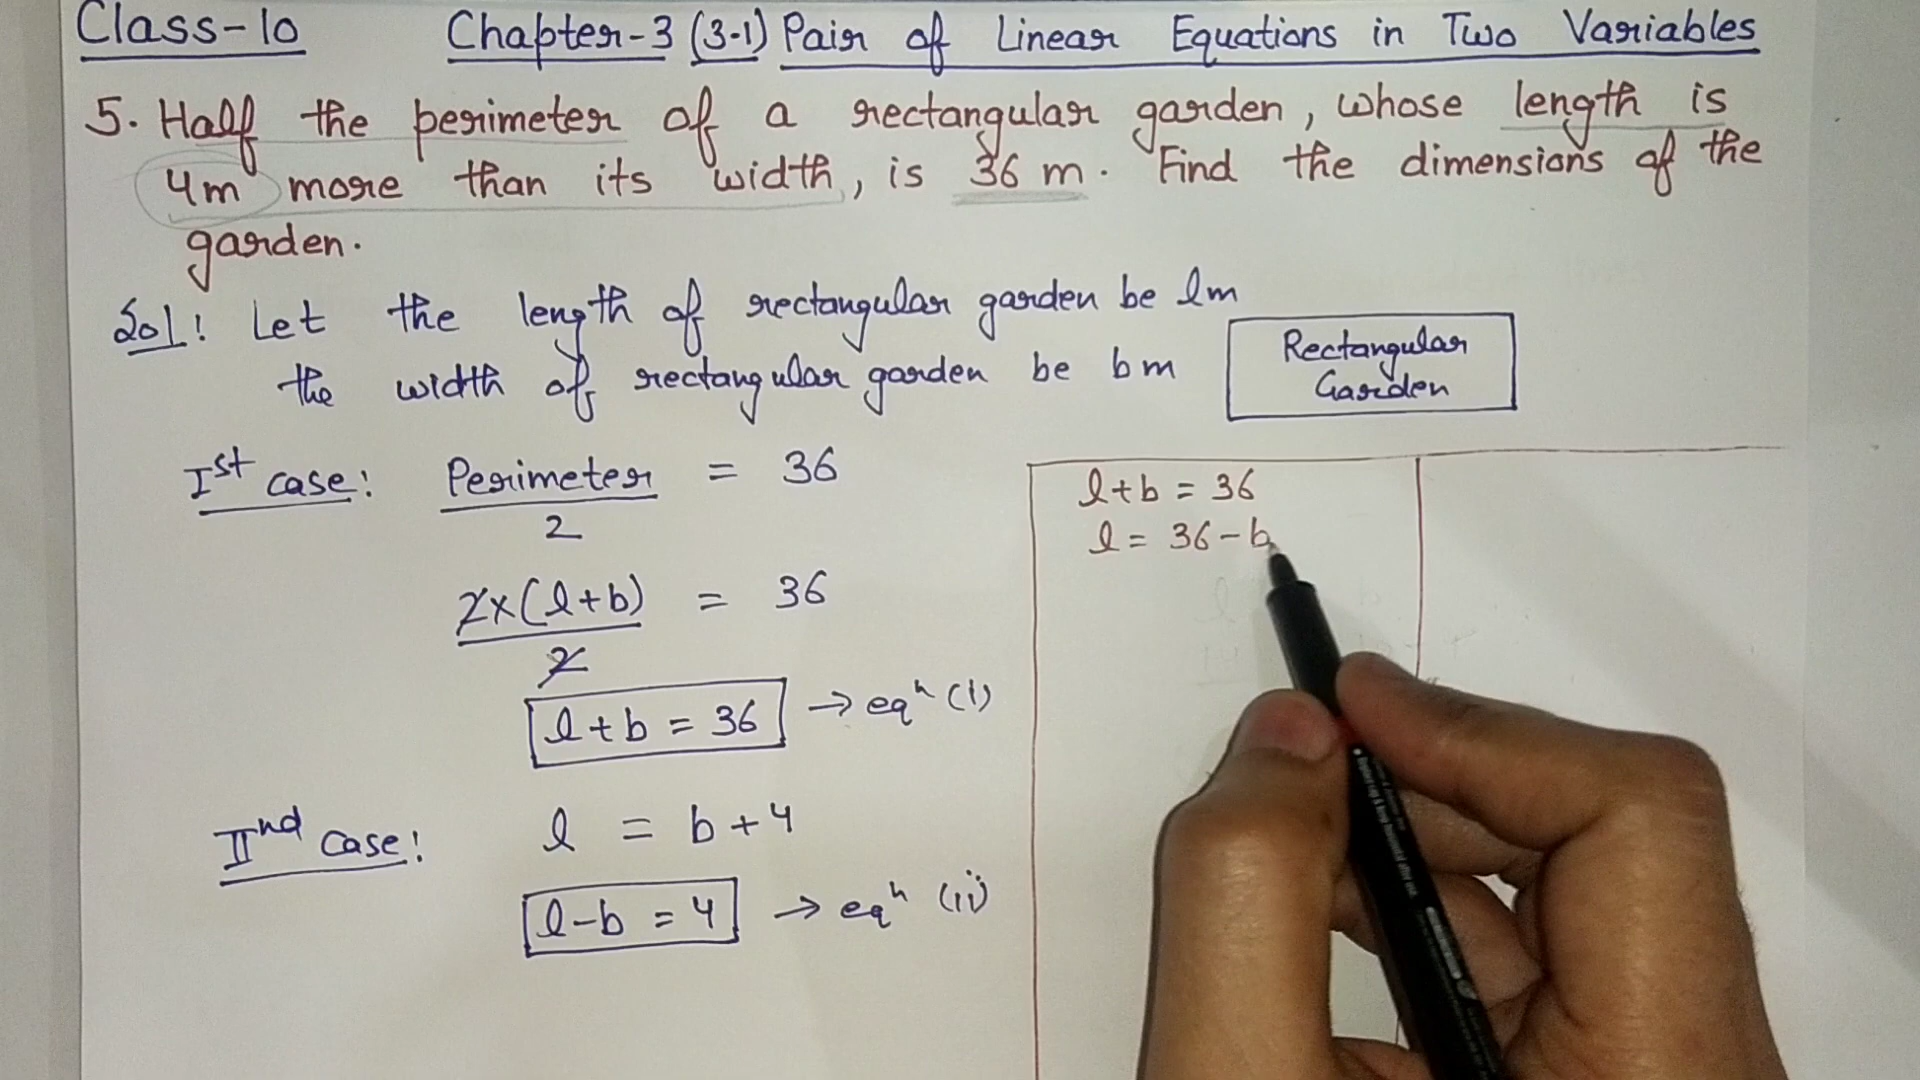 Class-10 Chapter-3 (3.1) Pair of Linear Equations in Two Variables
5. Half the perimeter of a rectangular garden, whose length is
4m more than its width, is 36 m. Find the dimensions of the
garden.
Sol: Let the length of rectangular garden be lm
the width of rectangular garden be bm
Rectangular
Garden
Ist case: Perimeter/2 = 36
2×(l+b)/2 = 36
l+b = 36 → eqn (i)
IInd Case: l = b+4
l-b = 4 → eqn (ii)
l+b = 36
l = 36-b